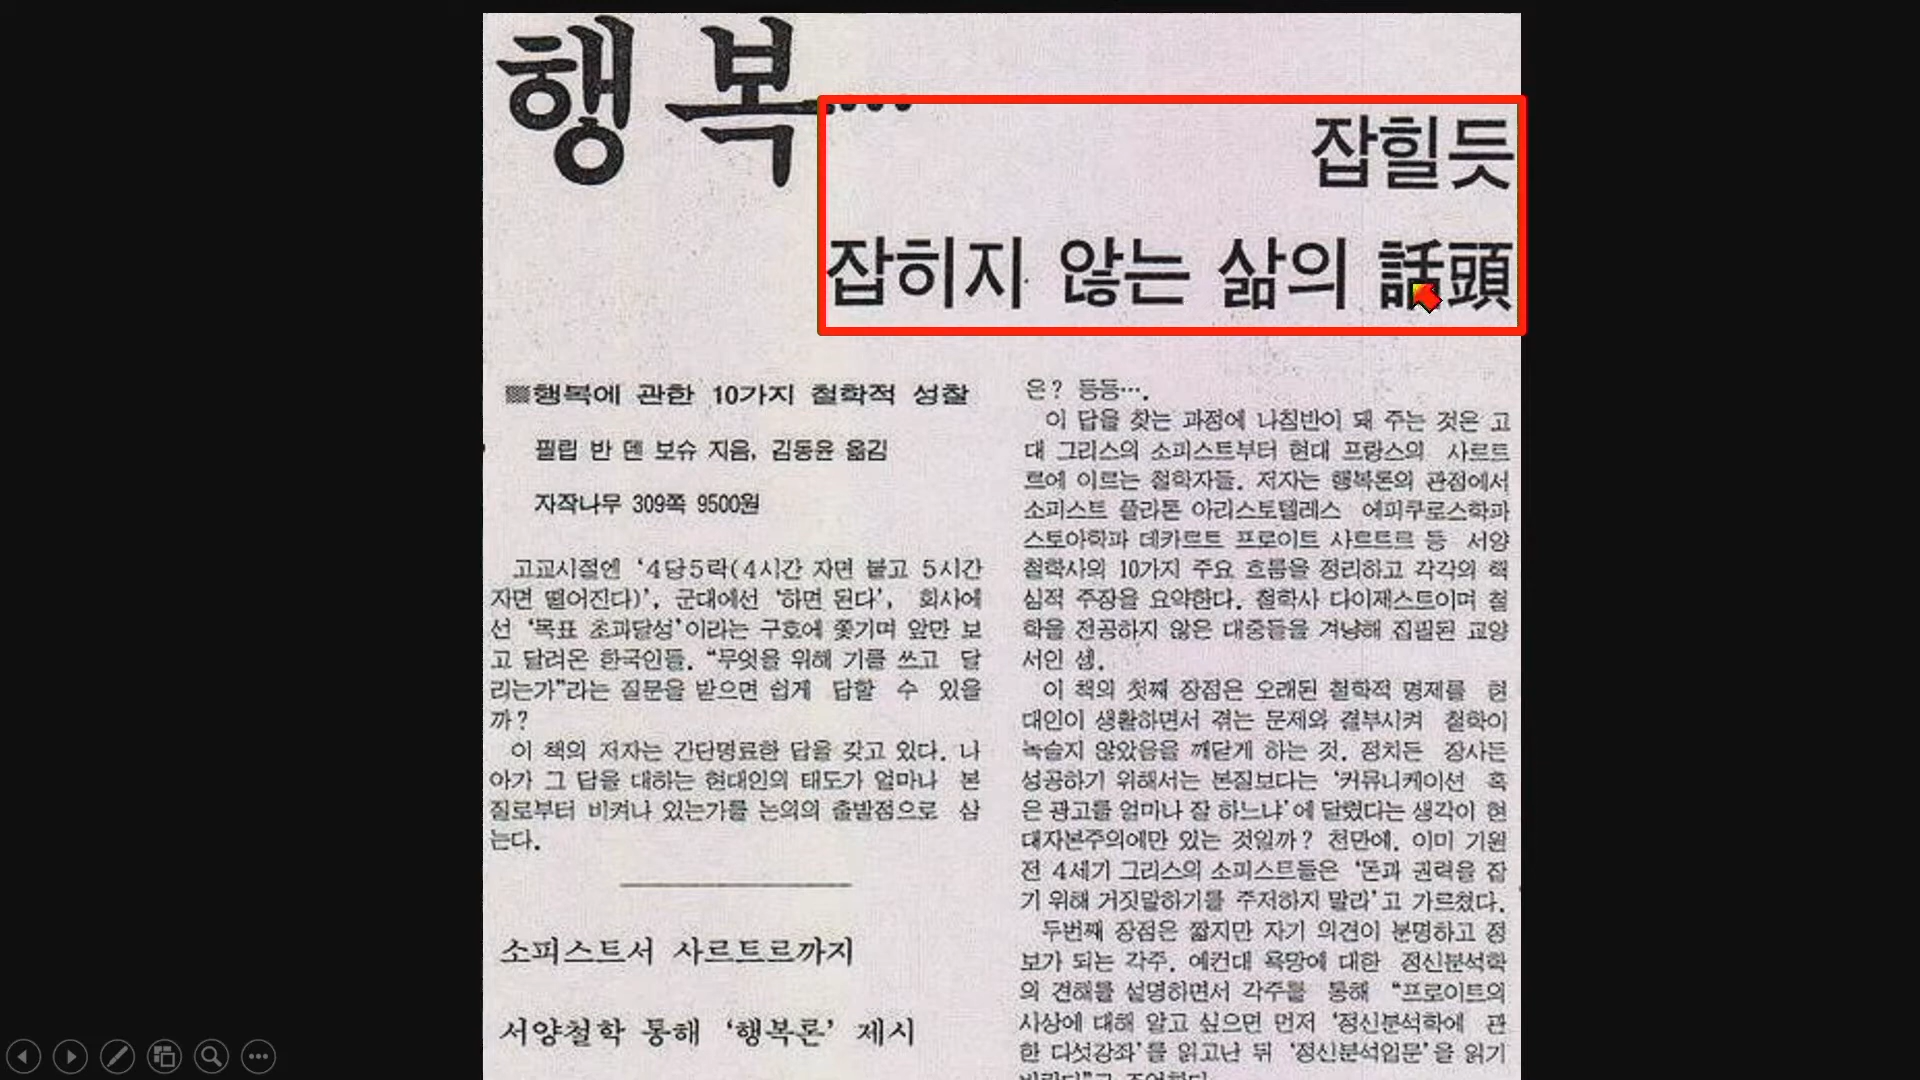 행복…
잡힐듯
잡히지 않는 삶의 話頭
▩행복에 관한 10가지 철학적 성찰
필립 반 덴 보슈 지음, 김동윤 옮김
자작나무 309쪽 9500원
고교시절엔 ‘4당5락(4시간 자면 붙고 5시간
자면 떨어진다)’, 군대에선 ‘하면 된다’, 회사에
선 ‘목표 초과달성’이라는 구호에 쫓기며 앞만 보
고 달려온 한국인들. “무엇을 위해 기를 쓰고 달
리는가”라는 질문을 받으면 쉽게 답할 수 있을
까?
이 책의 저자는 간단명료한 답을 갖고 있다. 나
아가 그 답을 대하는 현대인의 태도가 얼마나 본
질로부터 비켜나 있는가를 논의의 출발점으로 삼
는다.
소피스트서 사르트르까지
서양철학 통해 ‘행복론’ 제시
은? 등등….
이 답을 찾는 과정에 나침반이 돼 주는 것은 고
대 그리스의 소피스트부터 현대 프랑스의 사르트
르에 이르는 철학자들. 저자는 행복론의 관점에서
소피스트 플라톤 아리스토텔레스 에피쿠로스학파
스토아학파 데카르트 프로이트 사르트르 등 서양
철학사의 10가지 주요 흐름을 정리하고 각각의 핵
심적 주장을 요약한다. 철학사 다이제스트이며 철
학을 전공하지 않은 대중들을 겨냥해 집필된 교양
서인 셈.
이 책의 첫째 장점은 오래된 철학적 명제를 현
대인이 생활하면서 겪는 문제와 결부시켜 철학이
녹슬지 않았음을 깨닫게 하는 것. 정치든 장사든
성공하기 위해서는 본질보다는 ‘커뮤니케이션 혹
은 광고를 얼마나 잘 하느냐’에 달렸다는 생각이 현
대자본주의에만 있는 것일까? 천만에. 이미 기원
전 4세기 그리스의 소피스트들은 ‘돈과 권력을 잡
기 위해 거짓말하기를 주저하지 말라’고 가르쳤다.
두번째 장점은 짧지만 자기 의견이 분명하고 정
보가 되는 각주. 예컨대 욕망에 대한 정신분석학
의 견해를 설명하면서 각주를 통해 “프로이트의
사상에 대해 알고 싶으면 먼저 ‘정신분석학에 관
한 다섯강좌’를 읽고난 뒤 ‘정신분석입문’을 읽기